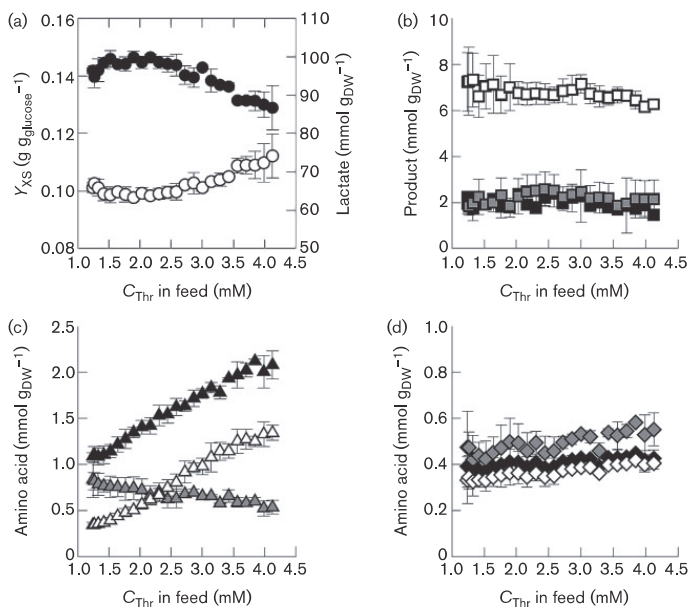 (a)
0.16
0.14
0.12
0.10
0.08
Y_XS (g g_glucose⁻¹)
110
100
90
80
70
60
50
Lactate (mmol g_DW⁻¹)
1.0 1.5 2.0 2.5 3.0 3.5 4.0 4.5
C_Thr in feed (mM)
(b)
10
8
6
4
2
0
Product (mmol g_DW⁻¹)
1.0 1.5 2.0 2.5 3.0 3.5 4.0 4.5
C_Thr in feed (mM)
(c)
2.5
2.0
1.5
1.0
0.5
0
Amino acid (mmol g_DW⁻¹)
1.0 1.5 2.0 2.5 3.0 3.5 4.0 4.5
C_Thr in feed (mM)
(d)
1.0
0.8
0.6
0.4
0.2
0
Amino acid (mmol g_DW⁻¹)
1.0 1.5 2.0 2.5 3.0 3.5 4.0 4.5
C_Thr in feed (mM)